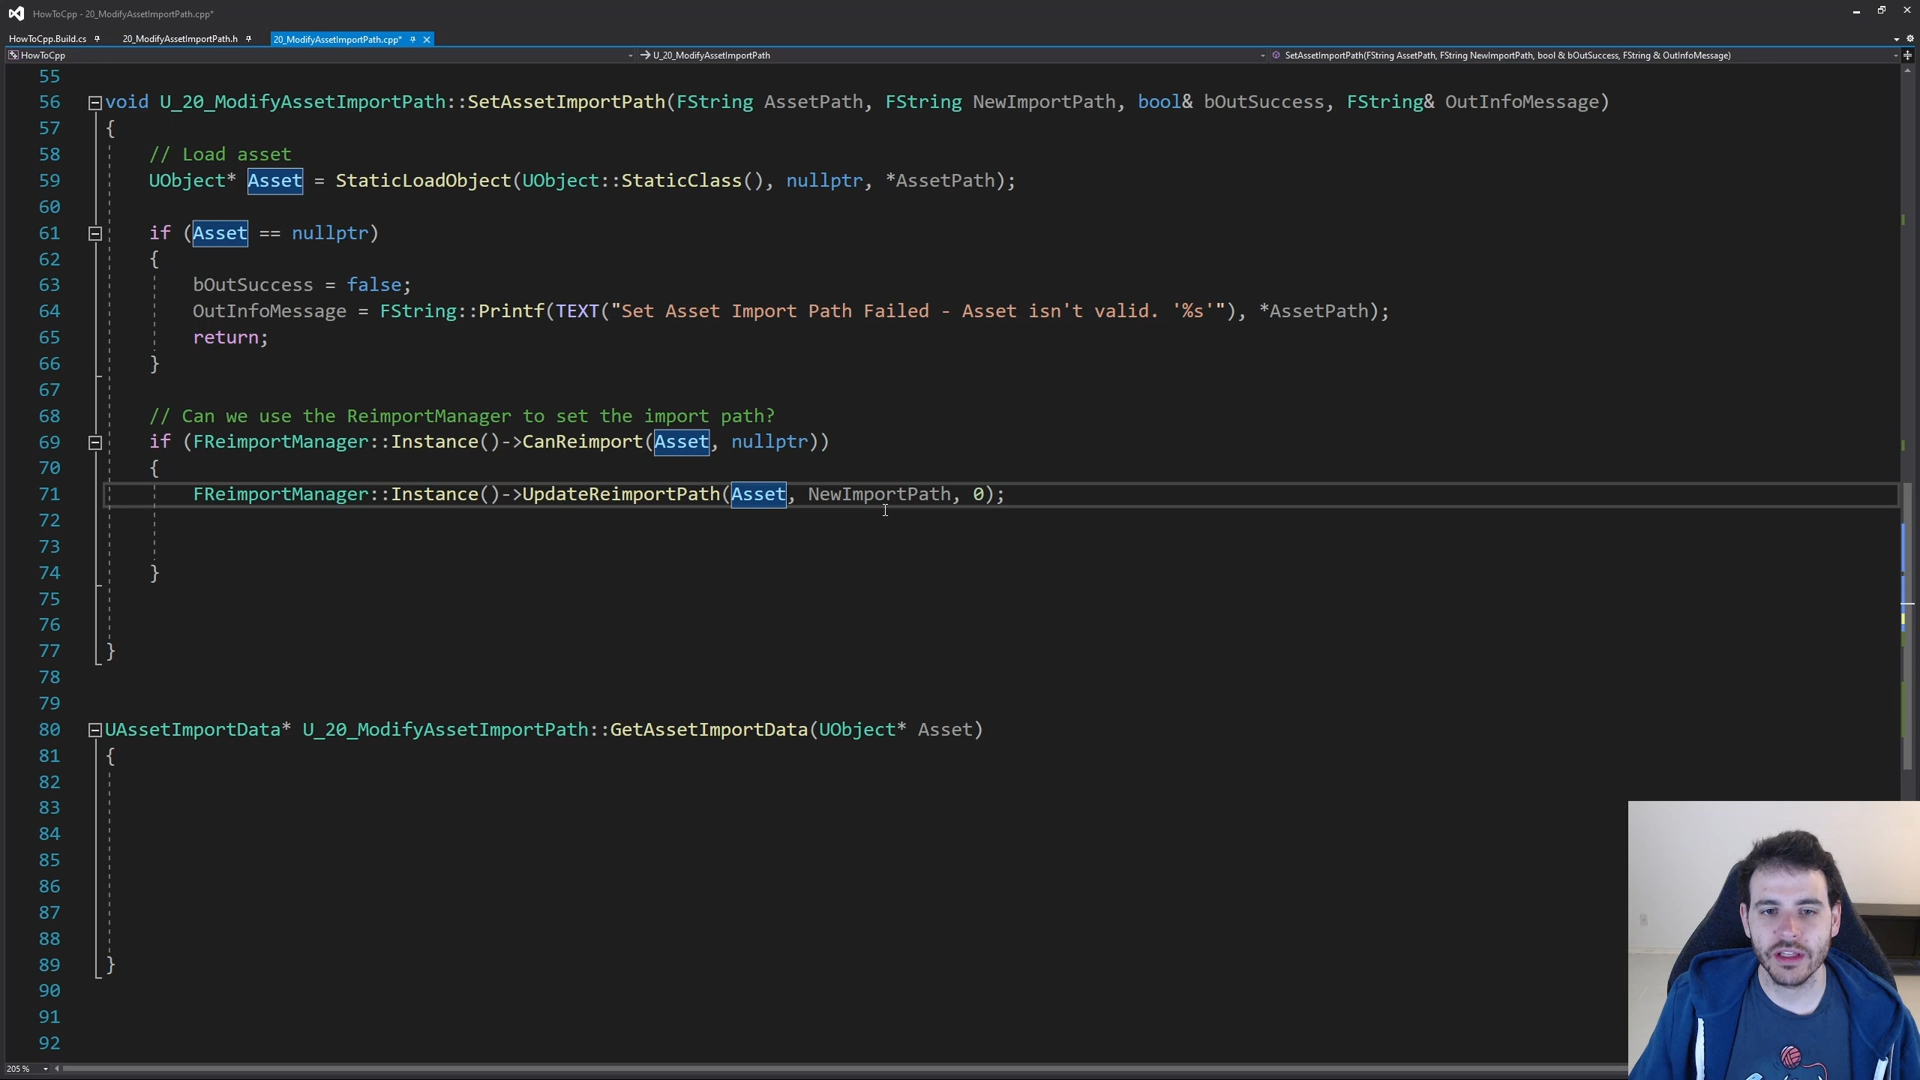 HowToCpp - 20_ModifyAssetImportPath.cpp*
HowToCpp.Build.cs 20_ModifyAssetImportPath.h 20_ModifyAssetImportPath.cpp*
HowToCpp U_20_ModifyAssetImportPath SetAssetImportPath(FString AssetPath, FString NewImportPath, bool & bOutSuccess, FString & OutInfoMessage)
55
56 void U_20_ModifyAssetImportPath::SetAssetImportPath(FString AssetPath, FString NewImportPath, bool& bOutSuccess, FString& OutInfoMessage)
57 {
58 // Load asset
59 UObject* Asset = StaticLoadObject(UObject::StaticClass(), nullptr, *AssetPath);
60
61 if (Asset == nullptr)
62 {
63 bOutSuccess = false;
64 OutInfoMessage = FString::Printf(TEXT("Set Asset Import Path Failed - Asset isn't valid. '%s'"), *AssetPath);
65 return;
66 }
67
68 // Can we use the ReimportManager to set the import path?
69 if (FReimportManager::Instance()->CanReimport(Asset, nullptr))
70 {
71 FReimportManager::Instance()->UpdateReimportPath(Asset, NewImportPath, 0);
72
73
74 }
75
76
77 }
78
79
80 UAssetImportData* U_20_ModifyAssetImportPath::GetAssetImportData(UObject* Asset)
81 {
82
83
84
85
86
87
88
89 }
90
91
92
205 %